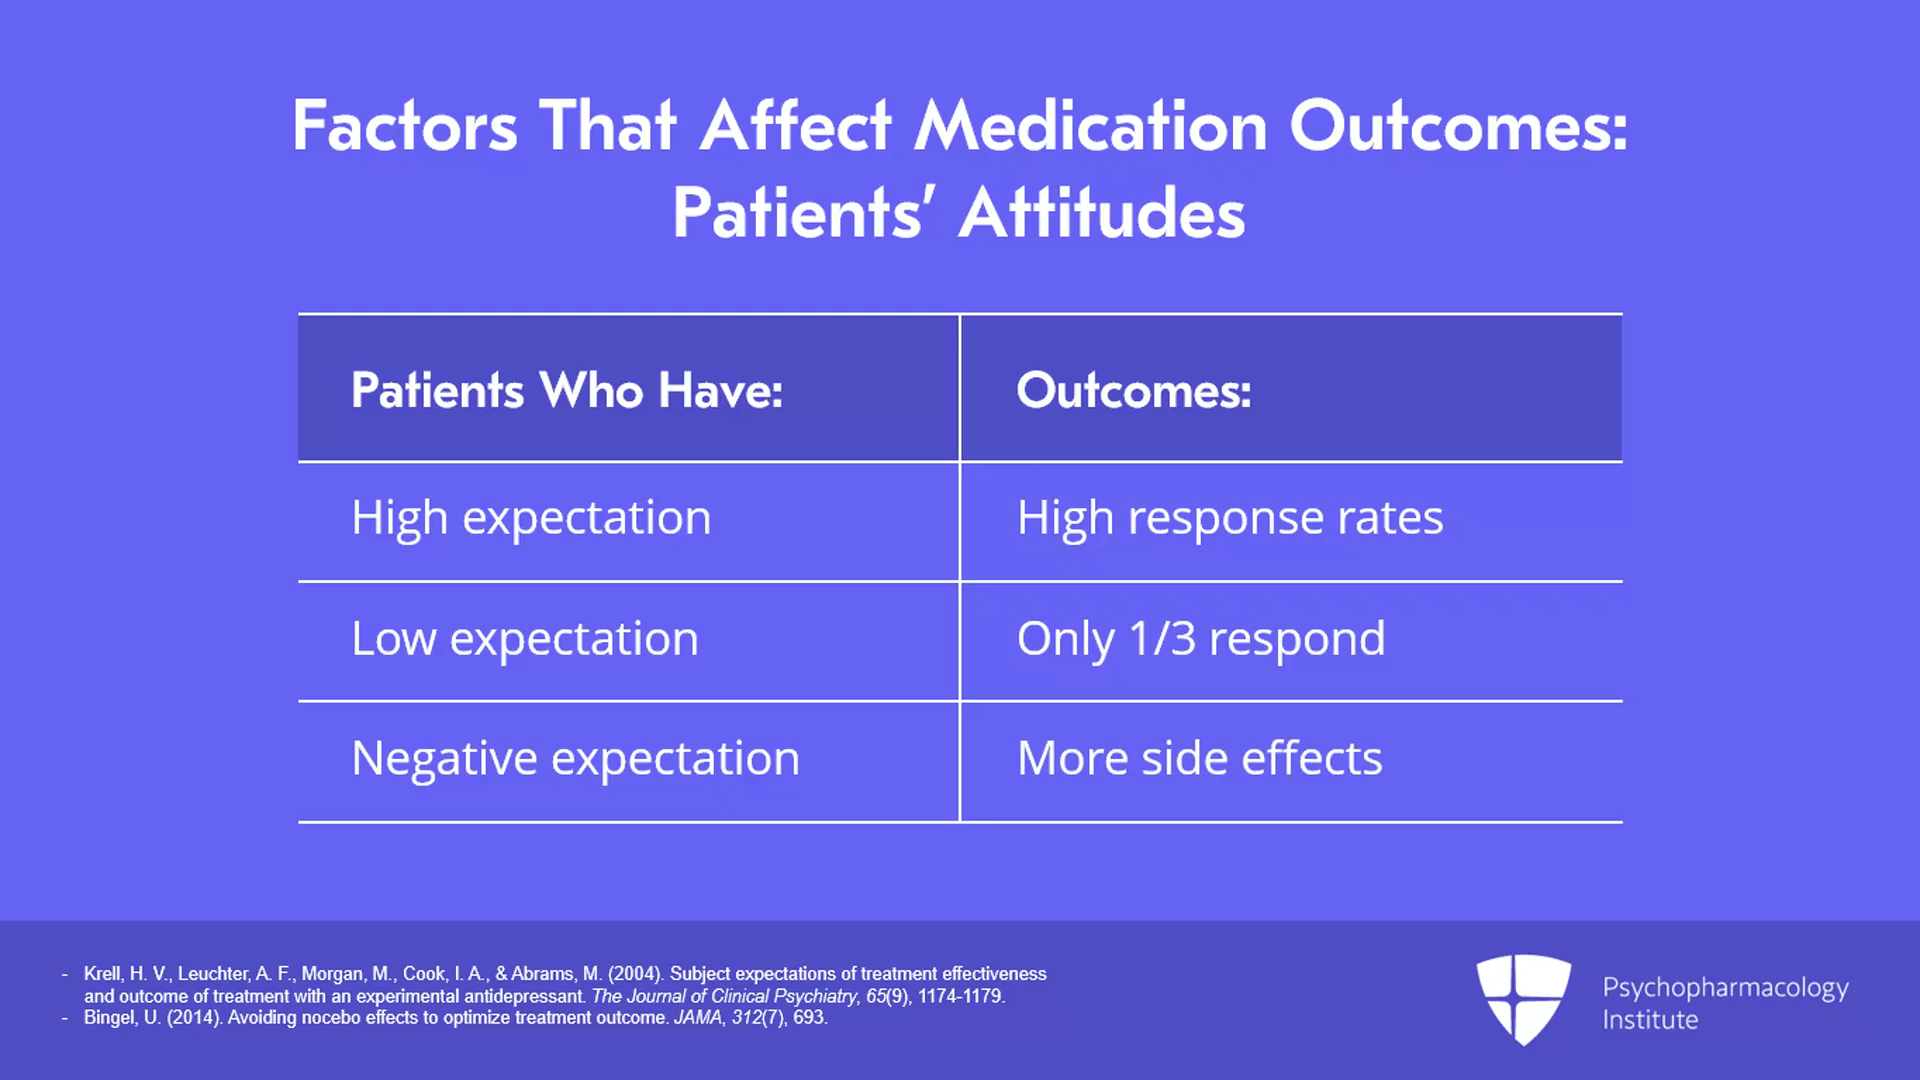 Factors That Affect Medication Outcomes:
Patients’ Attitudes
Patients Who Have:
Outcomes:
High expectation
High response rates
Low expectation
Only 1/3 respond
Negative expectation
More side effects
- Krell, H. V., Leuchter, A. F., Morgan, M., Cook, I. A., & Abrams, M. (2004). Subject expectations of treatment effectiveness
and outcome of treatment with an experimental antidepressant. The Journal of Clinical Psychiatry, 65(9), 1174-1179.
- Bingel, U. (2014). Avoiding nocebo effects to optimize treatment outcome. JAMA, 312(7), 693.
Psychopharmacology
Institute